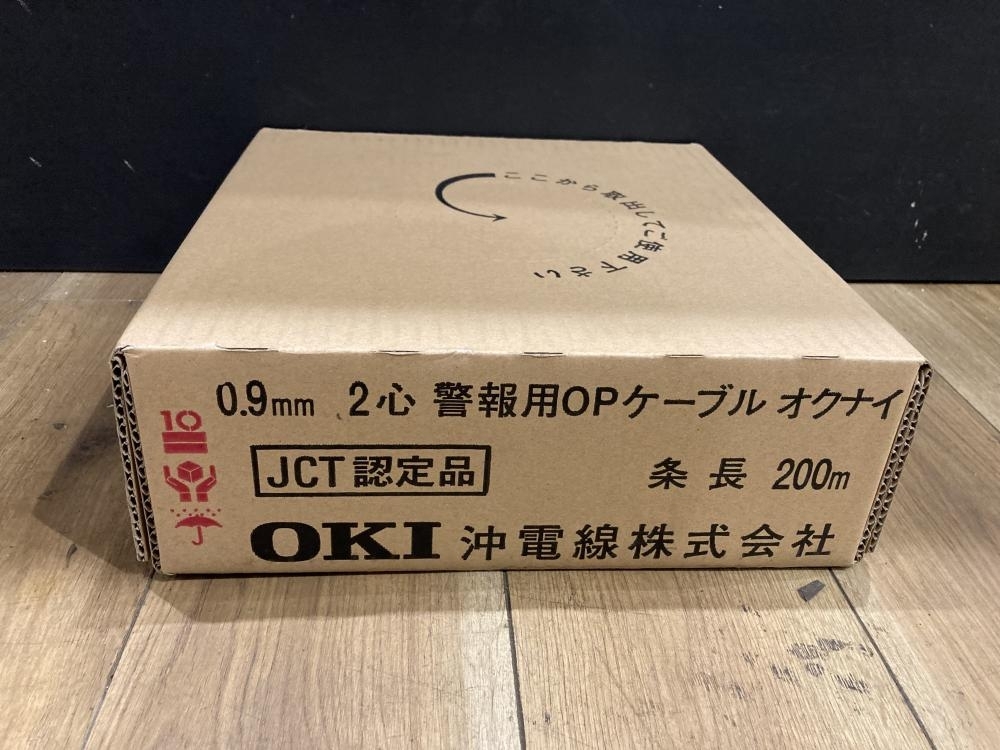 ここから取出してご使用下さい
0.9mm 2心 警報用OPケーブル オクナイ
10
JCT認定品
条長 200m
OKI 沖電線株式会社